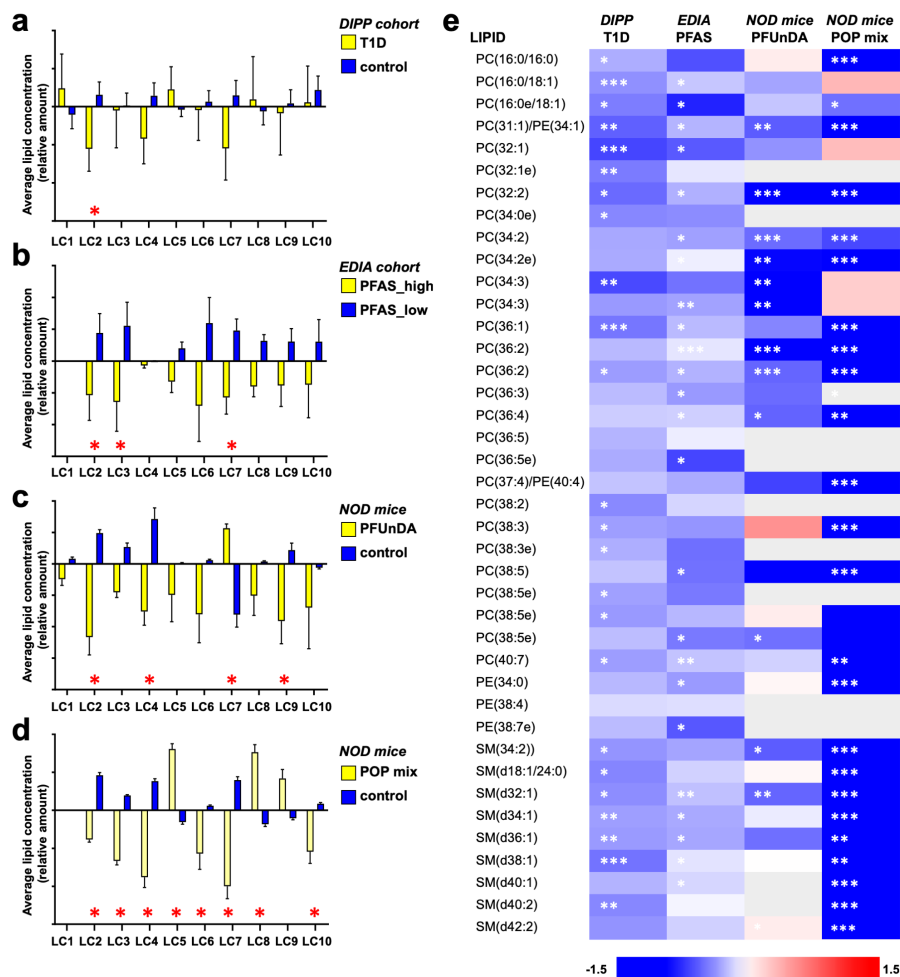 a
DIPP cohort
T1D
control
Average lipid concentration
(relative amount)
*
LC1 LC2 LC3 LC4 LC5 LC6 LC7 LC8 LC9 LC10
b
EDIA cohort
PFAS_high
PFAS_low
Average lipid concentration
(relative amount)
* * *
LC1 LC2 LC3 LC4 LC5 LC6 LC7 LC8 LC9 LC10
c
NOD mice
PFUnDA
control
Average lipid concentration
(relative amount)
* * * *
LC1 LC2 LC3 LC4 LC5 LC6 LC7 LC8 LC9 LC10
d
NOD mice
POP mix
control
Average lipid concentration
(relative amount)
* * * * * * * *
LC1 LC2 LC3 LC4 LC5 LC6 LC7 LC8 LC9 LC10
e
DIPP EDIA NOD mice NOD mice
LIPID T1D PFAS PFUnDA POP mix
PC(16:0/16:0) * ***
PC(16:0/18:1) *** *
PC(16:0e/18:1) * * *
PC(31:1)/PE(34:1) ** * ** ***
PC(32:1) *** *
PC(32:1e) **
PC(32:2) * * *** ***
PC(34:0e) *
PC(34:2) * *** ***
PC(34:2e) * ** ***
PC(34:3) ** **
PC(34:3) ** **
PC(36:1) *** * ***
PC(36:2) *** *** ***
PC(36:2) * * *** ***
PC(36:3) * *
PC(36:4) * * **
PC(36:5)
PC(36:5e) *
PC(37:4)/PE(40:4) ***
PC(38:2) *
PC(38:3) * ***
PC(38:3e) *
PC(38:5) * ***
PC(38:5e) *
PC(38:5e) *
PC(38:5e) * *
PC(40:7) * ** **
PE(34:0) * ***
PE(38:4)
PE(38:7e) *
SM(34:2)) * * ***
SM(d18:1/24:0) * ***
SM(d32:1) * ** ** ***
SM(d34:1) ** * ***
SM(d36:1) ** * **
SM(d38:1) *** * **
SM(d40:1) * ***
SM(d40:2) ** ***
SM(d42:2) * ***
-1.5 1.5